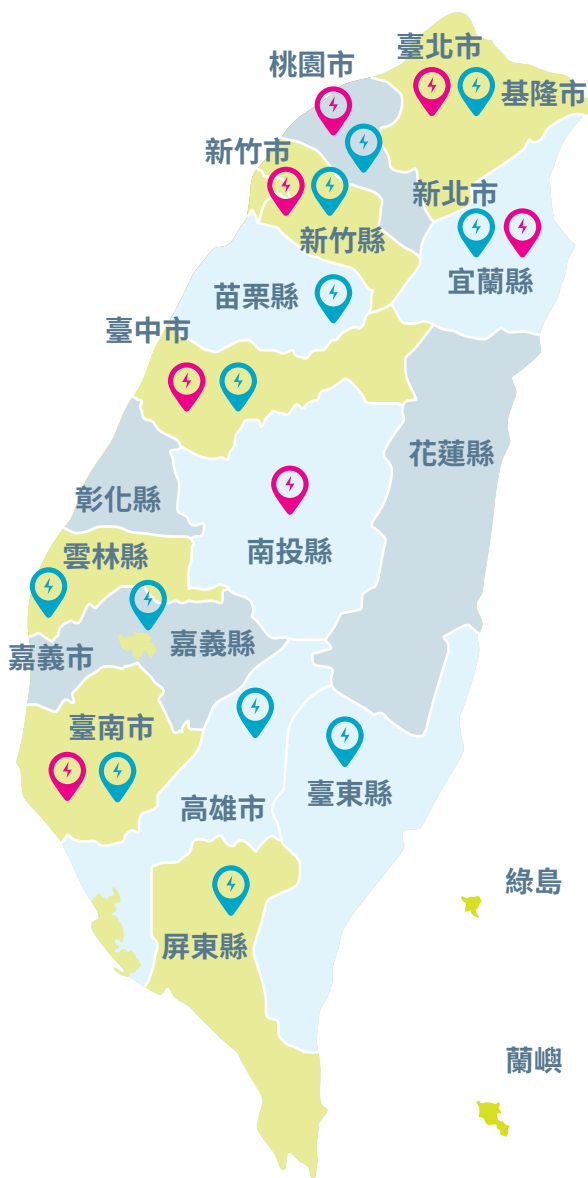 臺北市
桃園市
基隆市
新竹市
新北市
新竹縣
宜蘭縣
苗栗縣
臺中市
花蓮縣
彰化縣
南投縣
雲林縣
嘉義縣
嘉義市
臺南市
臺東縣
高雄市
綠島
屏東縣
蘭嶼